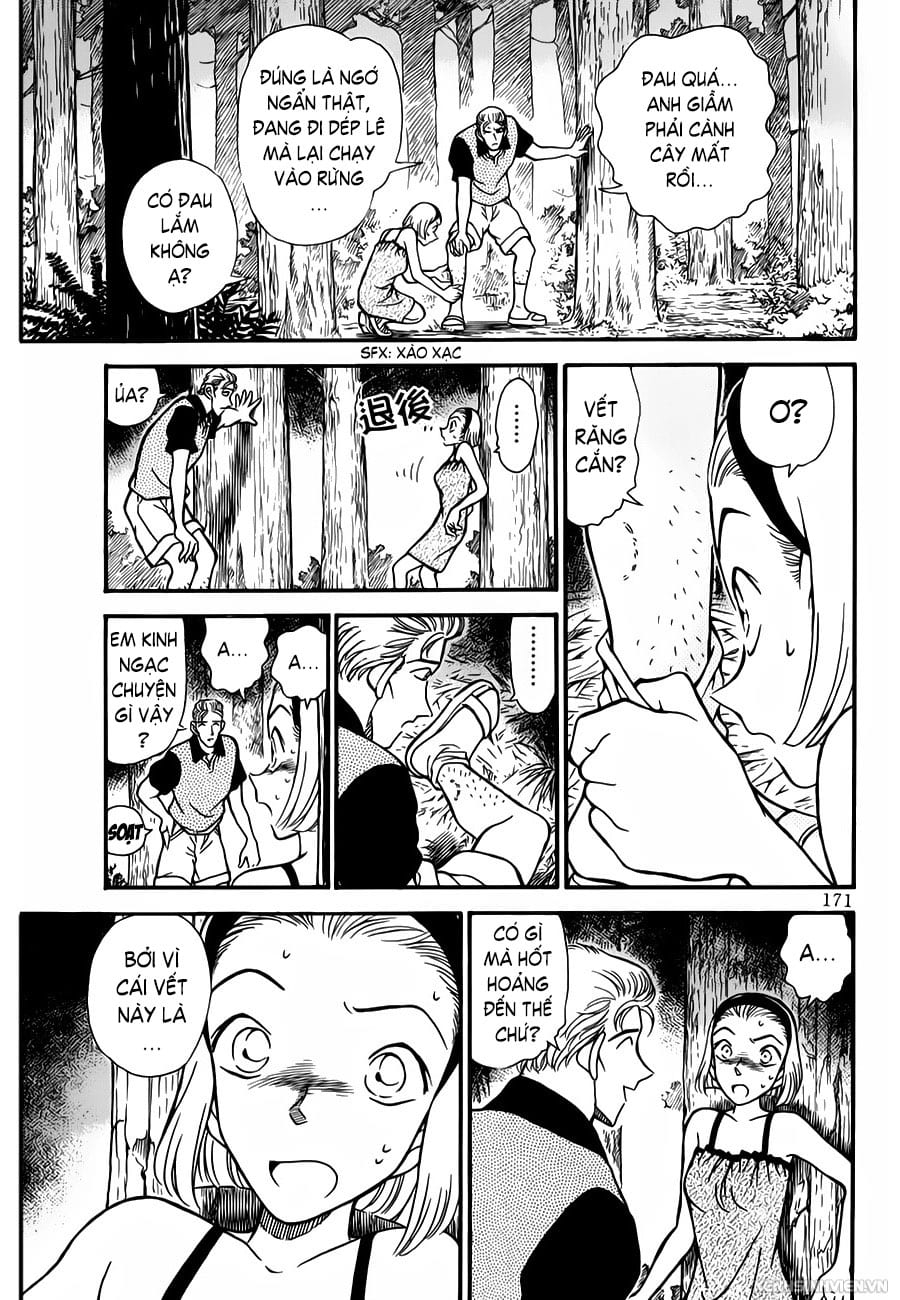 ĐAU QUÁ...
ANH GIẪM
PHẢI CÀNH
CÂY MẤT
RỒI...
ĐÚNG LÀ NGỚ
NGẨN THẬT,
ĐANG ĐI DÉP LÊ
MÀ LẠI CHẠY
VÀO RỪNG
...
CÓ ĐAU
LẮM
KHÔNG
Ạ?
SFX: XÀO XẠC
Ơ?
VẾT
RĂNG
CẮN?
.......
退後
ỦA?
.........
A...
A...
EM KINH
NGẠC
CHUYỆN
GÌ VẬY
?
SOẠT
171
A...
CÓ GÌ
MÀ HỐT
HOẢNG
ĐẾN THẾ
CHỨ?
BỞI VÌ
CÁI VẾT
NÀY LÀ
...